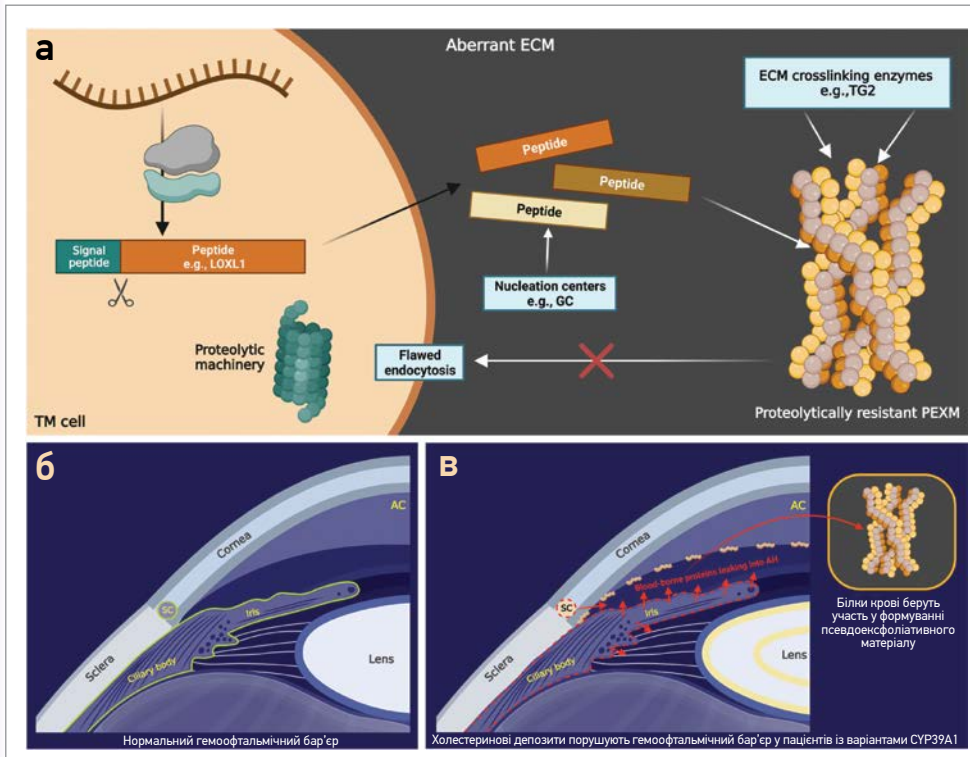 а
Aberrant ECM
ECM crosslinking enzymes
e.g.,TG2
Peptide
Peptide
Peptide
Signal
peptide
Peptide
e.g., LOXL1
Nucleation centers
e.g., GC
Proteolytic
machinery
Flawed
endocytosis
TM cell
Proteolytically resistant PEXM
б
AC
Cornea
SC
Iris
Sclera
Ciliary body
Lens
Нормальний гемоофтальмічний бар'єр
в
AC
Cornea
Blood-borne proteins leaking into AH
SC
Iris
Sclera
Ciliary body
Lens
Білки крові беруть
участь у формуванні
псевдоексфоліативного
матеріалу
Холестеринові депозити порушують гемоофтальмічний бар'єр у пацієнтів із варіантами CYP39A1